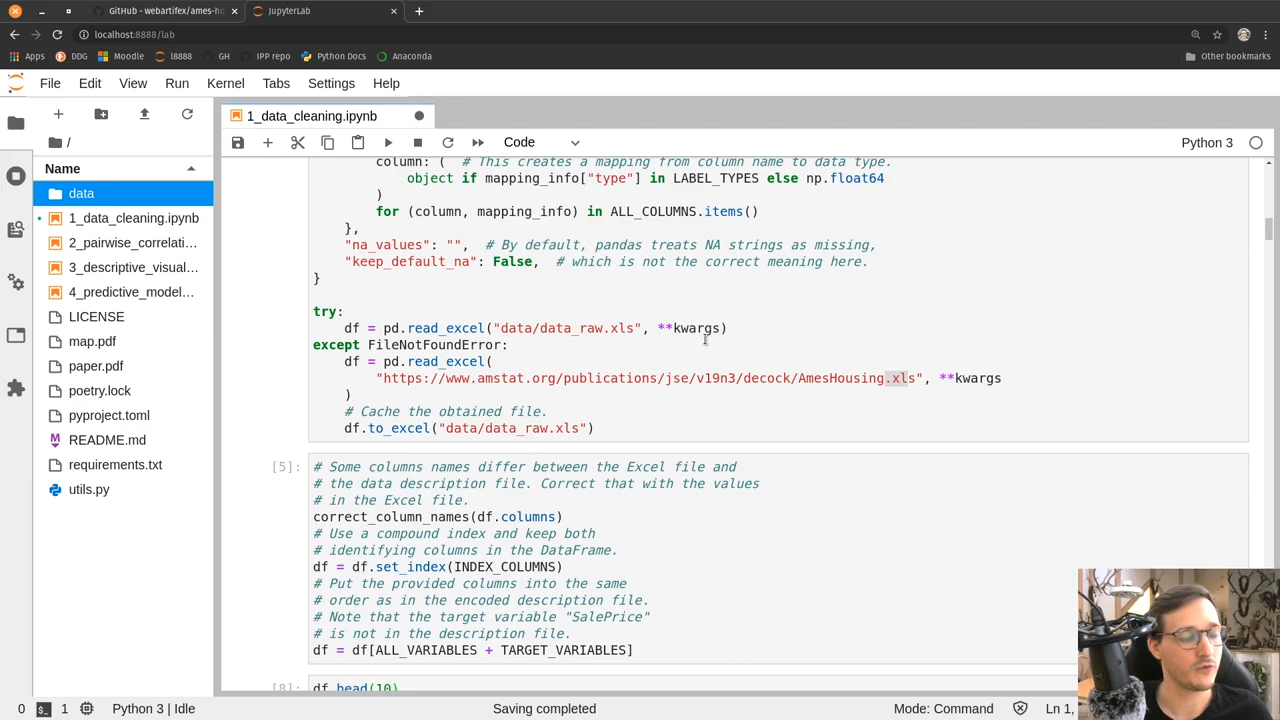 GitHub - webartifex/ames-ho
JupyterLab
localhost:8888/lab
Apps DDG Moodle l8888 GH IPP repo Python Docs Anaconda Other bookmarks
File Edit View Run Kernel Tabs Settings Help
1_data_cleaning.ipynb
/
Code
Python 3
Name
data
1_data_cleaning.ipynb
2_pairwise_correlati…
3_descriptive_visual…
4_predictive_model…
LICENSE
map.pdf
paper.pdf
poetry.lock
pyproject.toml
README.md
requirements.txt
utils.py
column: ( # This creates a mapping from column name to data type.
object if mapping_info["type"] in LABEL_TYPES else np.float64
)
for (column, mapping_info) in ALL_COLUMNS.items()
},
"na_values": "", # By default, pandas treats NA strings as missing,
"keep_default_na": False, # which is not the correct meaning here.
}
try:
df = pd.read_excel("data/data_raw.xls", **kwargs)
except FileNotFoundError:
df = pd.read_excel(
"https://www.amstat.org/publications/jse/v19n3/decock/AmesHousing.xls", **kwargs
)
# Cache the obtained file.
df.to_excel("data/data_raw.xls")
[5]:
# Some columns names differ between the Excel file and
# the data description file. Correct that with the values
# in the Excel file.
correct_column_names(df.columns)
# Use a compound index and keep both
# identifying columns in the DataFrame.
df = df.set_index(INDEX_COLUMNS)
# Put the provided columns into the same
# order as in the encoded description file.
# Note that the target variable "SalePrice"
# is not in the description file.
df = df[ALL_VARIABLES + TARGET_VARIABLES]
[8]:
df.head(10)
0 1 Python 3 | Idle Saving completed Mode: Command Ln 1,